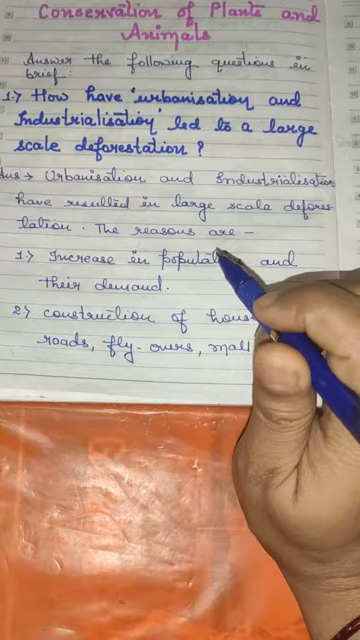 Conservation of Plants and
Animals
Answer the following questions in
brief:
1.) How have 'urbanisation and
Industrialisation' led to a large
scale deforestation ?
Ans → Urbanisation and Industrialisation
have resulted in large scale defores-
tation. The reasons are -
1.) Increase in populat and
their demand.
2.) construction of hous
roads, fly-overs, mall